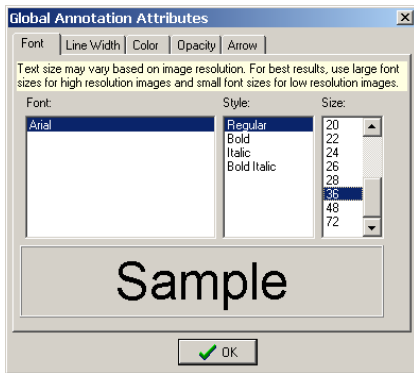 Global Annotation Attributes
Font Line Width Color Opacity Arrow
Text size may vary based on image resolution. For best results, use large font
sizes for high resolution images and small font sizes for low resolution images.
Font: Style: Size:
Arial Regular 20
Bold 22
Italic 24
Bold Italic 26
28
36
48
72
Sample
OK